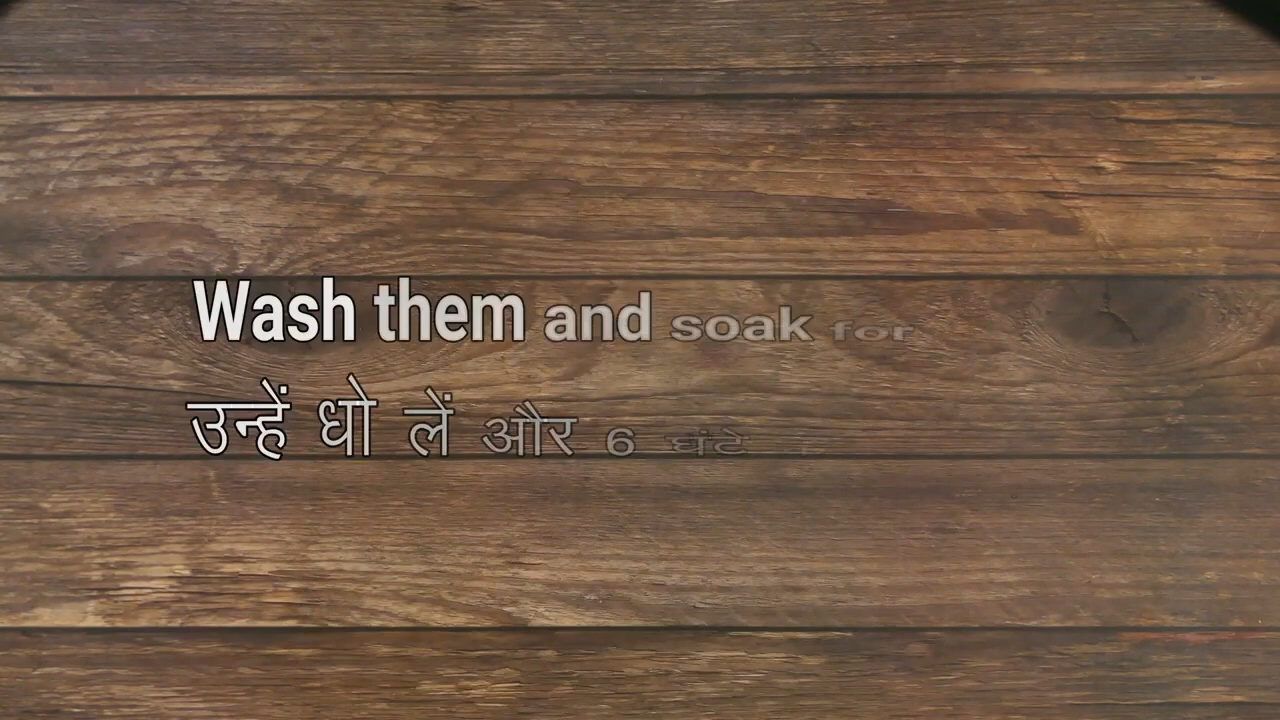 Wash them and soak for
उन्हें धो लें और 6 घंटे